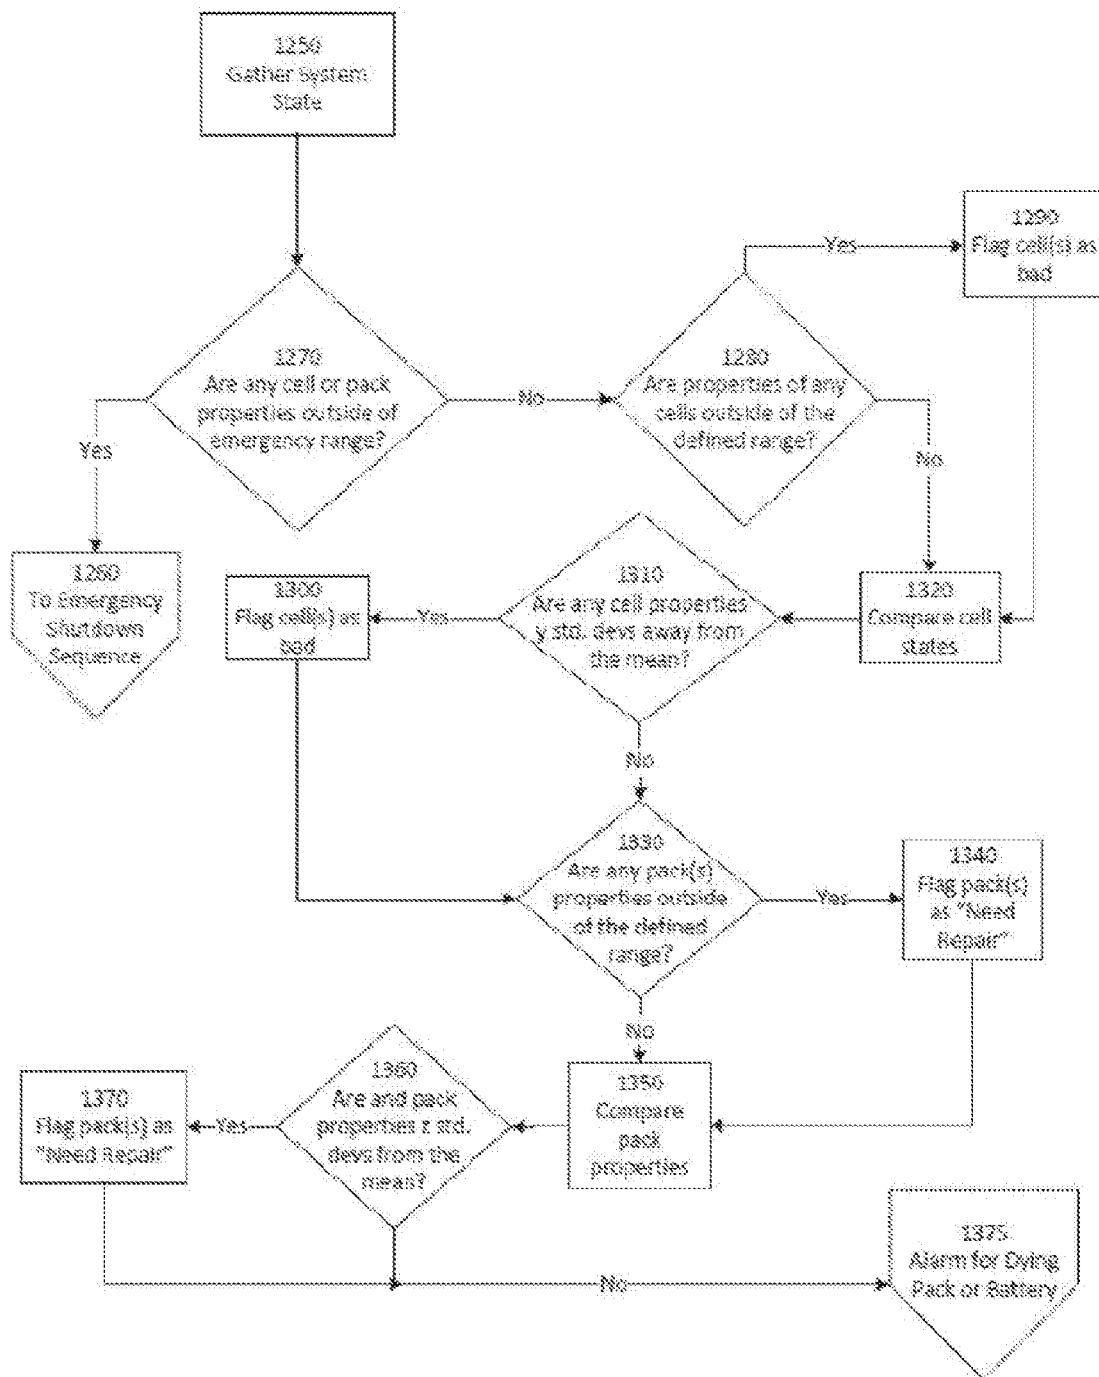 1250
Gather System
State
1290
Flag cell(s) as
bad
Yes
1270
Are any cell or pack
properties outside of
emergency range?
No
1280
Are properties of any
cells outside of the
defined range?
Yes
No
1260
To Emergency
Shutdown
Sequence
1300
Flag cell(s) as
bad
Yes
1310
Are any cell properties
y std. devs away from
the mean?
1320
Compare cell
states
No
1330
Are any pack(s)
properties outside
of the defined
range?
Yes
1340
Flag pack(s)
as "Need
Repair"
No
1370
Flag pack(s) as
"Need Repair"
Yes
1360
Are and pack
properties z std.
devs from the
mean?
1350
Compare
pack
properties
No
1375
Alarm for Dying
Pack or Battery